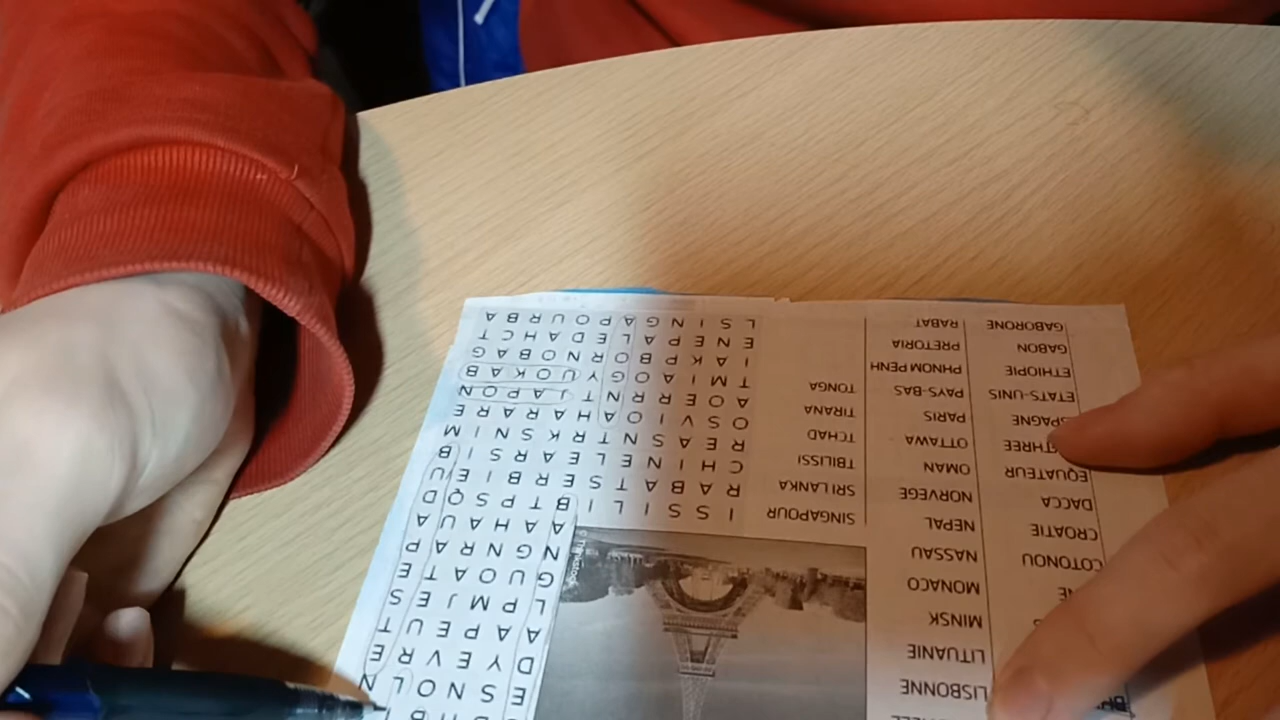 LISBONNE
LITUANIE
MINSK
MONACO
NASSAU
NEPAL
NORVEGE
OMAN
OTTAWA
PARIS
PAYS-BAS
PHNOM PENH
PRETORIA
RABAT
COTONOU
CROATIE
DACCA
EQUATEUR
ETATS-UNIS
ETHIOPIE
GABON
GABORONE
SINGAPOUR
SRI LANKA
TBILISSI
TCHAD
TIRANA
TONGA
E S N O L N
D Y E V R E
A A P E U T
L P M J E S
G U O A T E
N G N R A P
A A H A U A
I S S I L I B T P S Q D
R A B A T S E R B I E U
C H I N E L E A R S I B
R E A S N T R K S N I M
O S V I O A H A R A R E
A O E R R N T J A P O N
T M I A O G Y U O K A B
I A K P B O R N O B A G
E N E P A L E D A H C T
L S I N G A P O U R B A